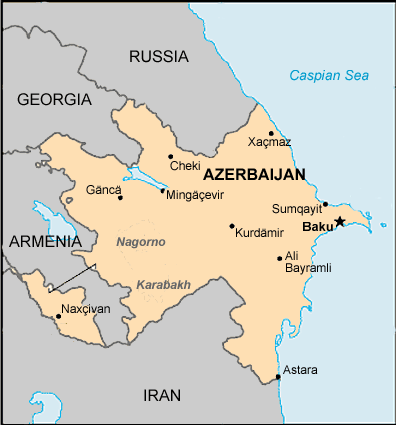 RUSSIA
Caspian Sea
GEORGIA
Xaçmaz
Cheki
AZERBAIJAN
Gäncä
Mingäçevir
Sumqayit
Baku
Kurdämir
ARMENIA
Nagorno
Ali
Bayramli
Karabakh
Naxçivan
Astara
IRAN